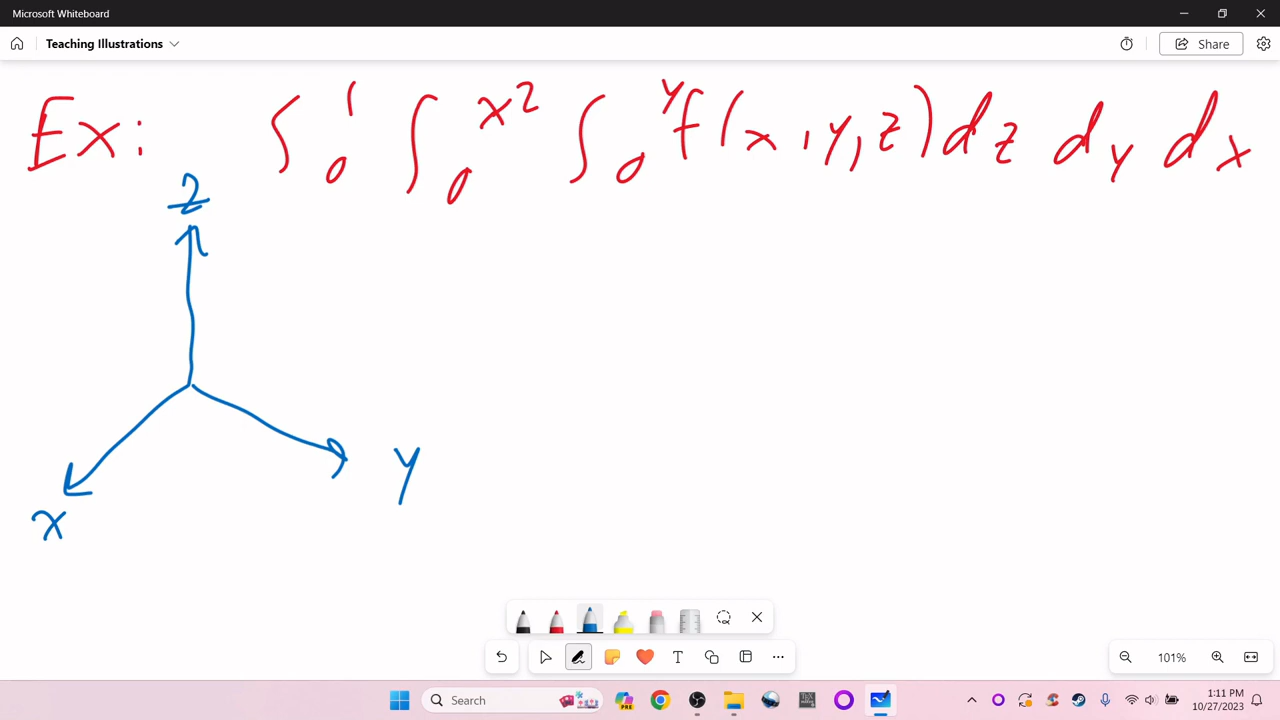 Microsoft Whiteboard
Teaching Illustrations
Share
Ex: ∫₀¹ ∫₀^{x²} ∫₀^y f(x,y,z) dz dy dx
z
y
x
T
101%
Search
PRE
1:11 PM
10/27/2023